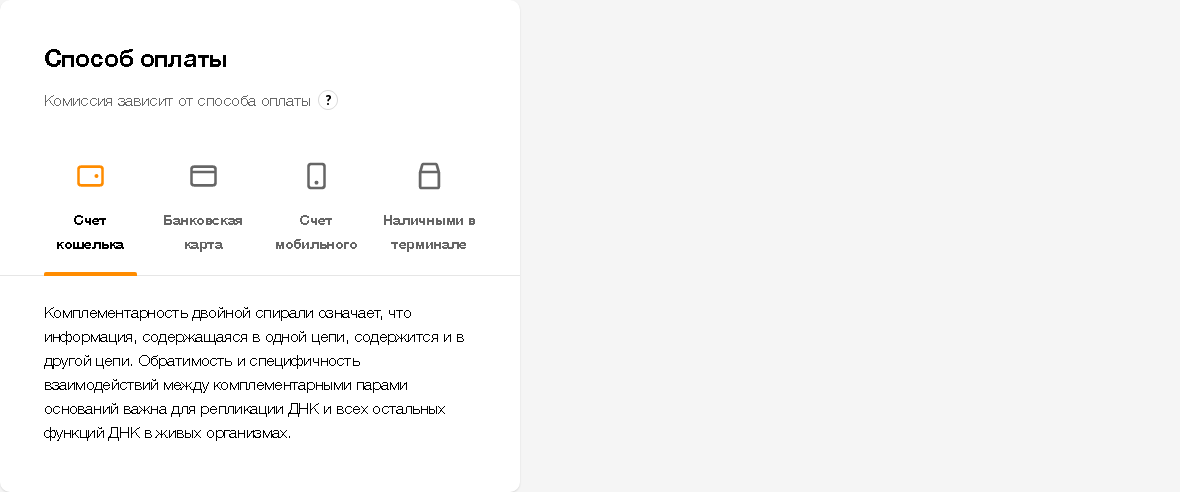 Способ оплаты
Комиссия зависит от способа оплаты ?
Счет кошелька
Банковская карта
Счет мобильного
Наличными в терминале
Комплементарность двойной спирали означает, что
информация, содержащаяся в одной цепи, содержится и в
другой цепи. Обратимость и специфичность
взаимодействий между комплементарными парами
оснований важна для репликации ДНК и всех остальных
функций ДНК в живых организмах.